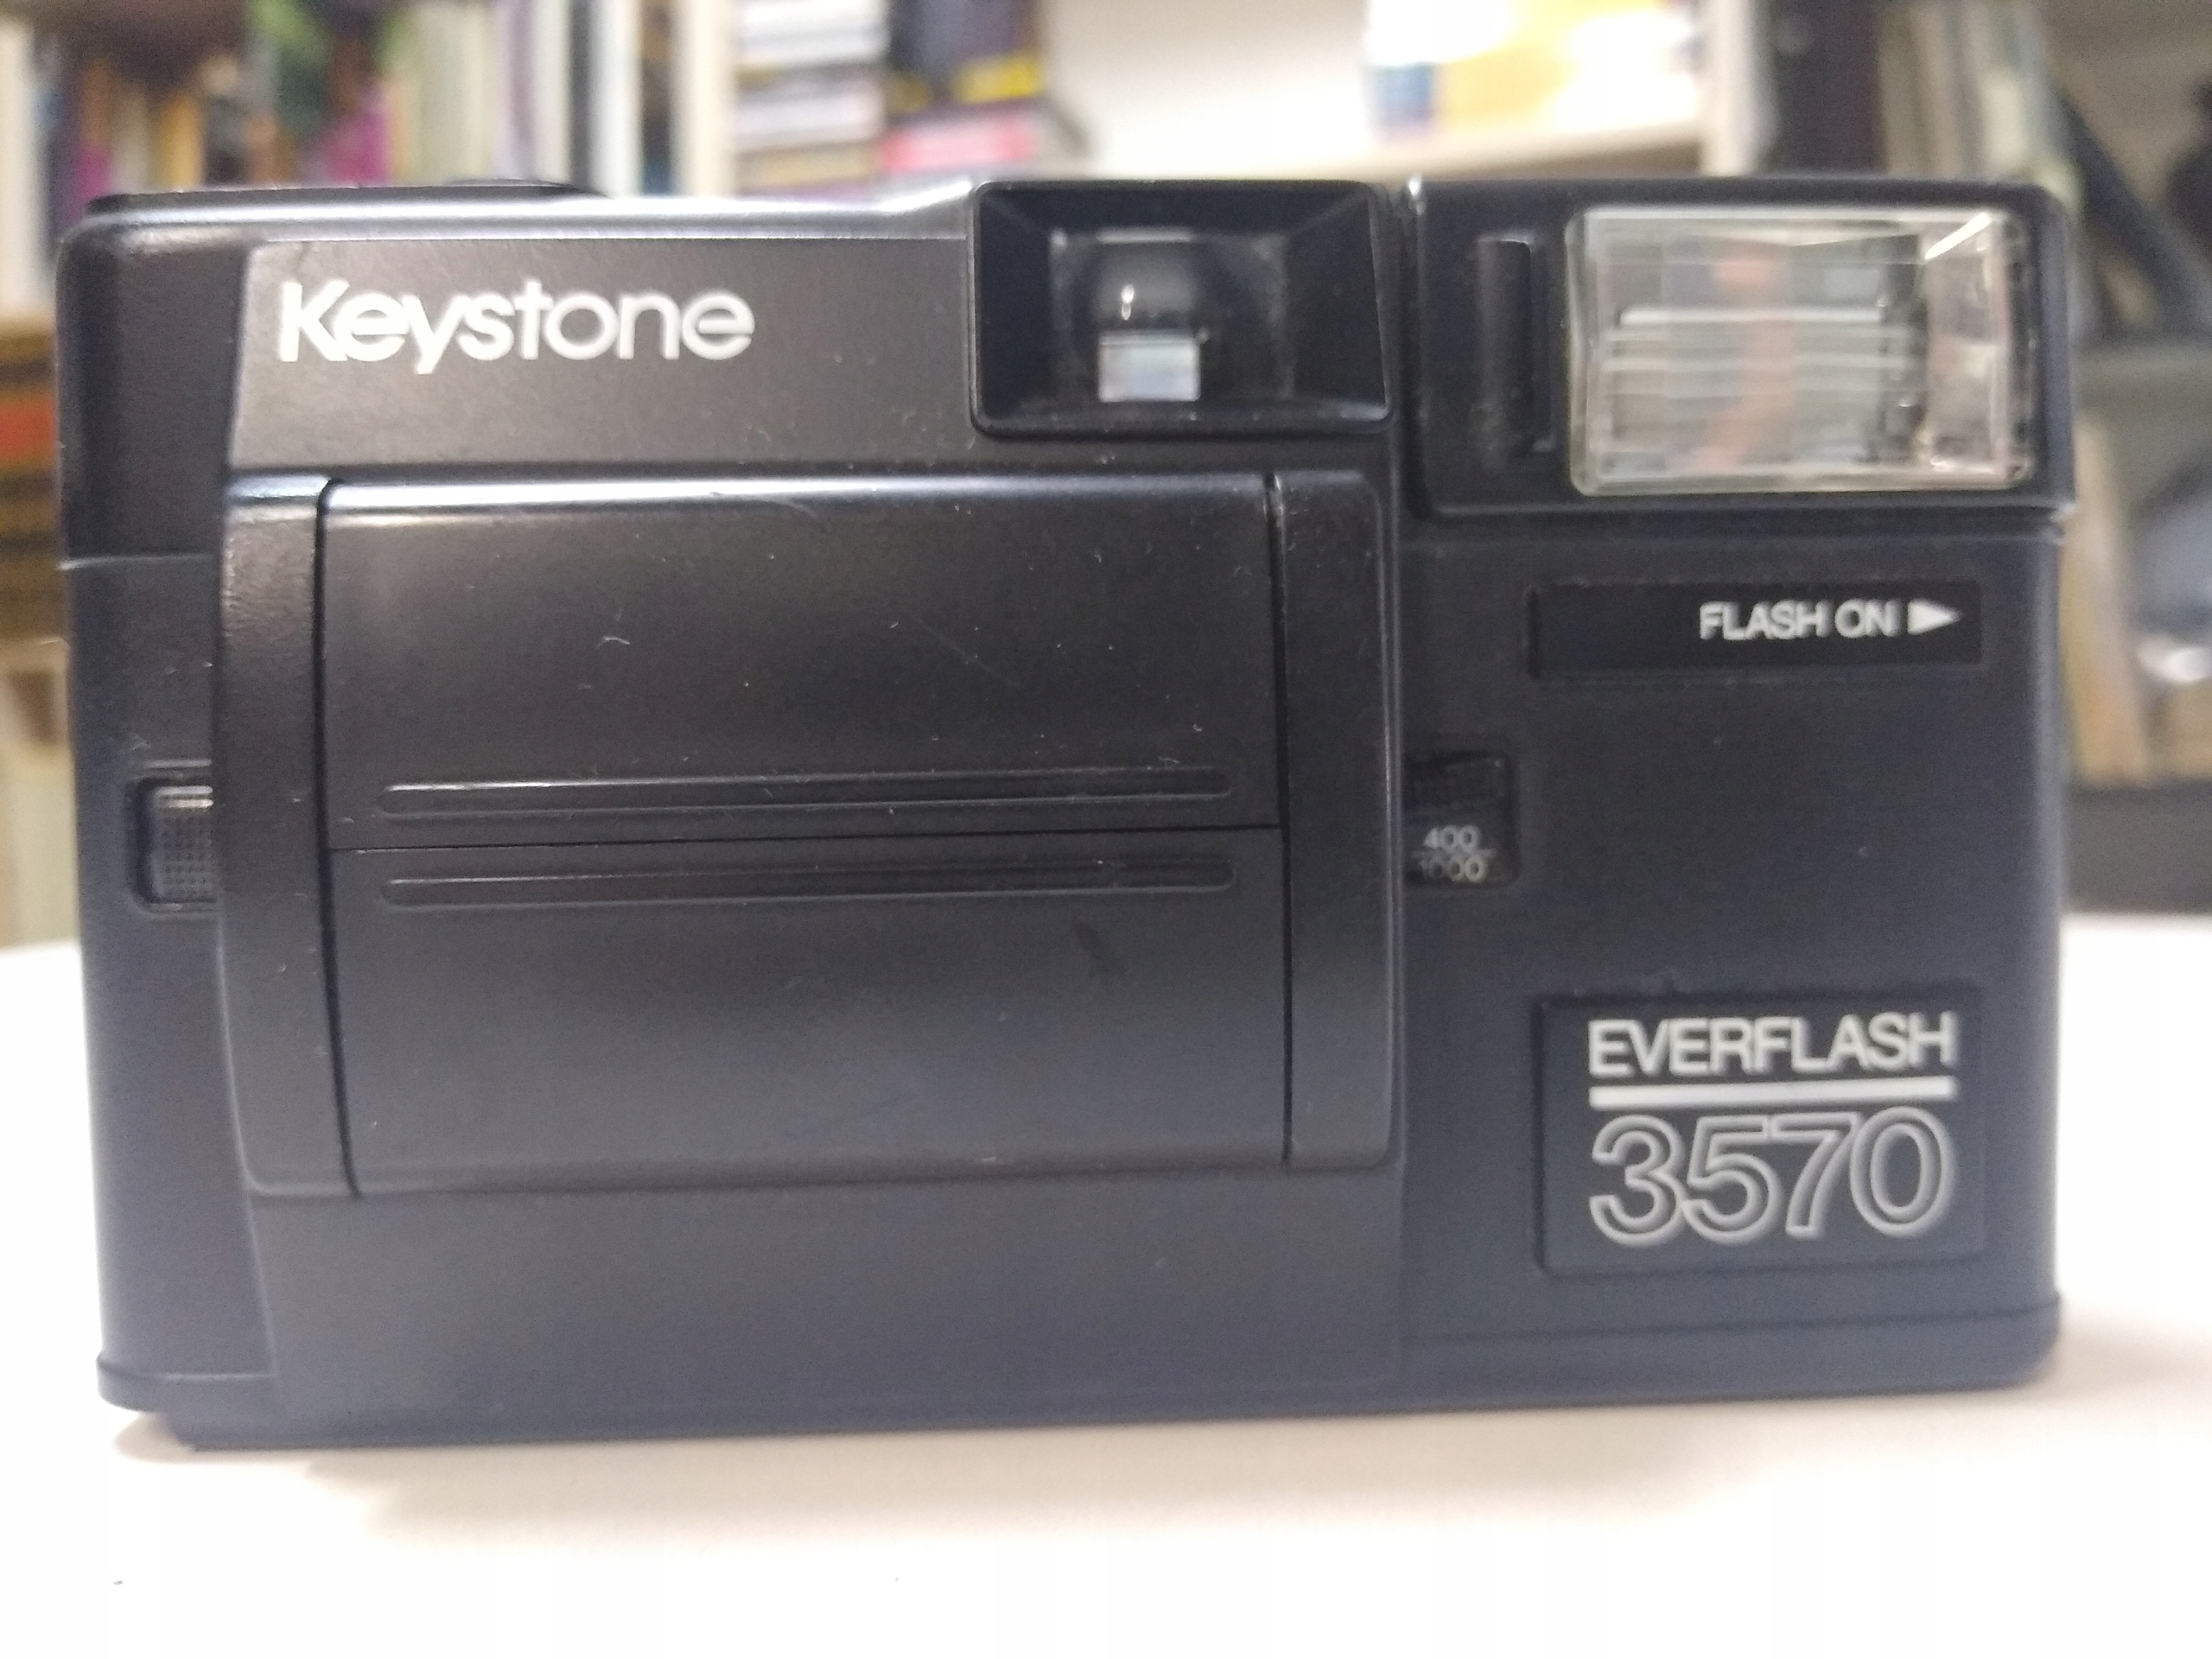 Keystone
FLASH ON
400
1000
EVERFLASH
3570